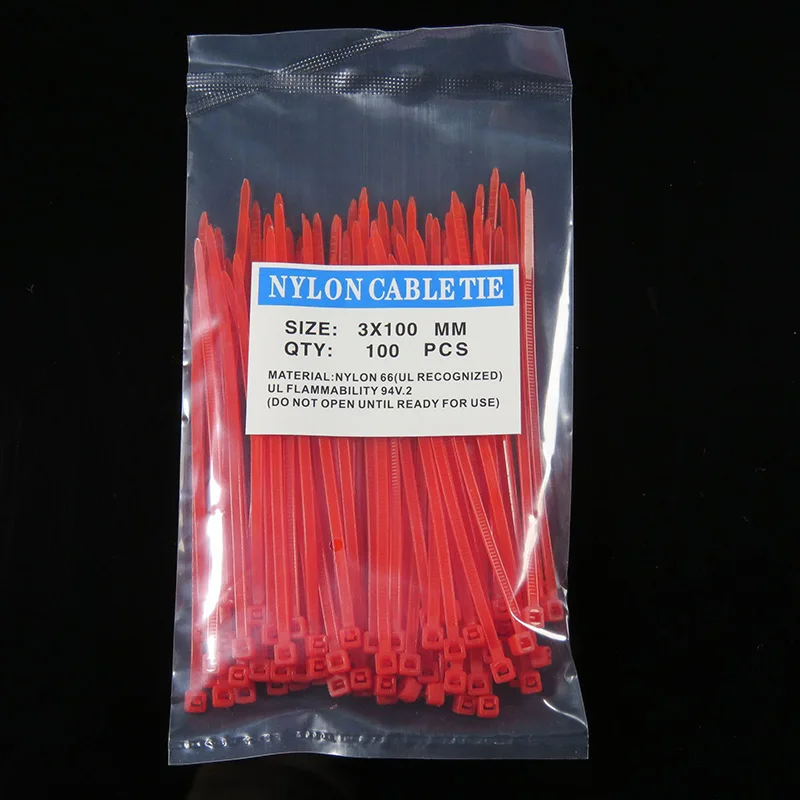 NYLON CABLE TIE
SIZE: 3X100 MM
QTY: 100 PCS
MATERIAL:NYLON 66(UL RECOGNIZED)
UL FLAMMABILITY 94V.2
(DO NOT OPEN UNTIL READY FOR USE)